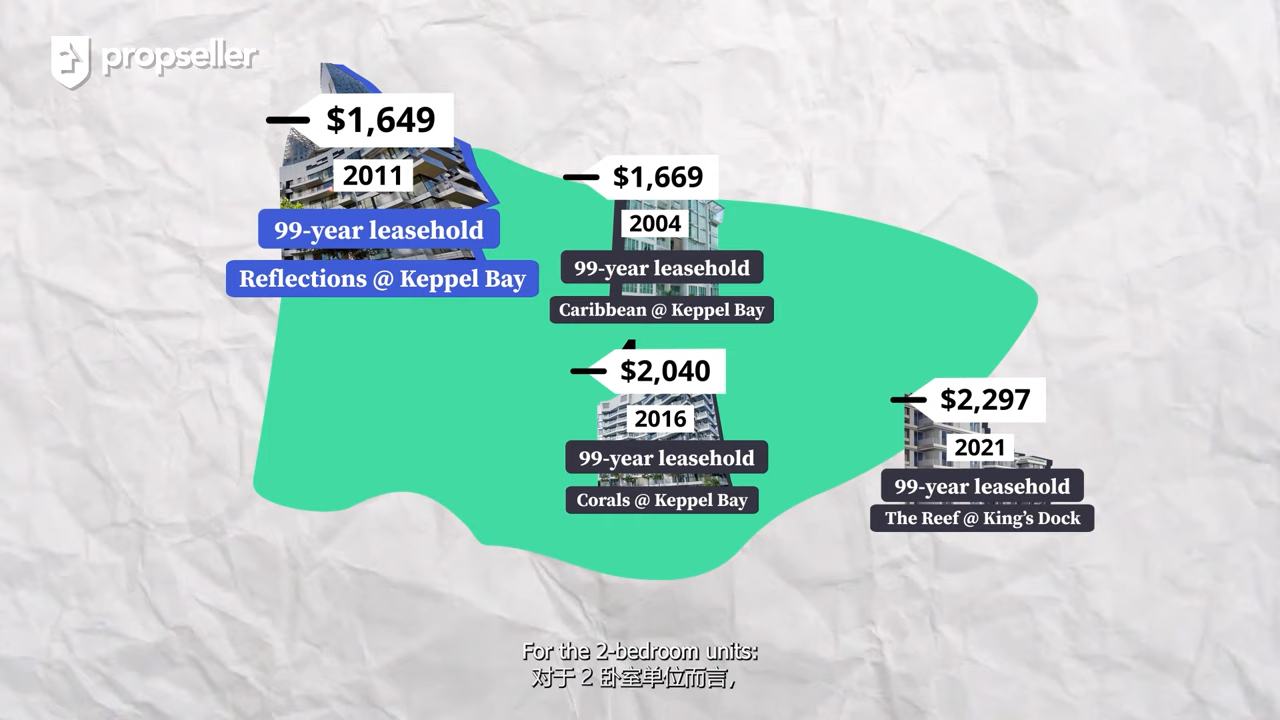 propseller
$1,649
2011
99-year leasehold
Reflections @ Keppel Bay
$1,669
2004
99-year leasehold
Caribbean @ Keppel Bay
$2,040
2016
99-year leasehold
Corals @ Keppel Bay
$2,297
2021
99-year leasehold
The Reef @ King's Dock
For the 2-bedroom units:
对于 2 卧室单位而言,